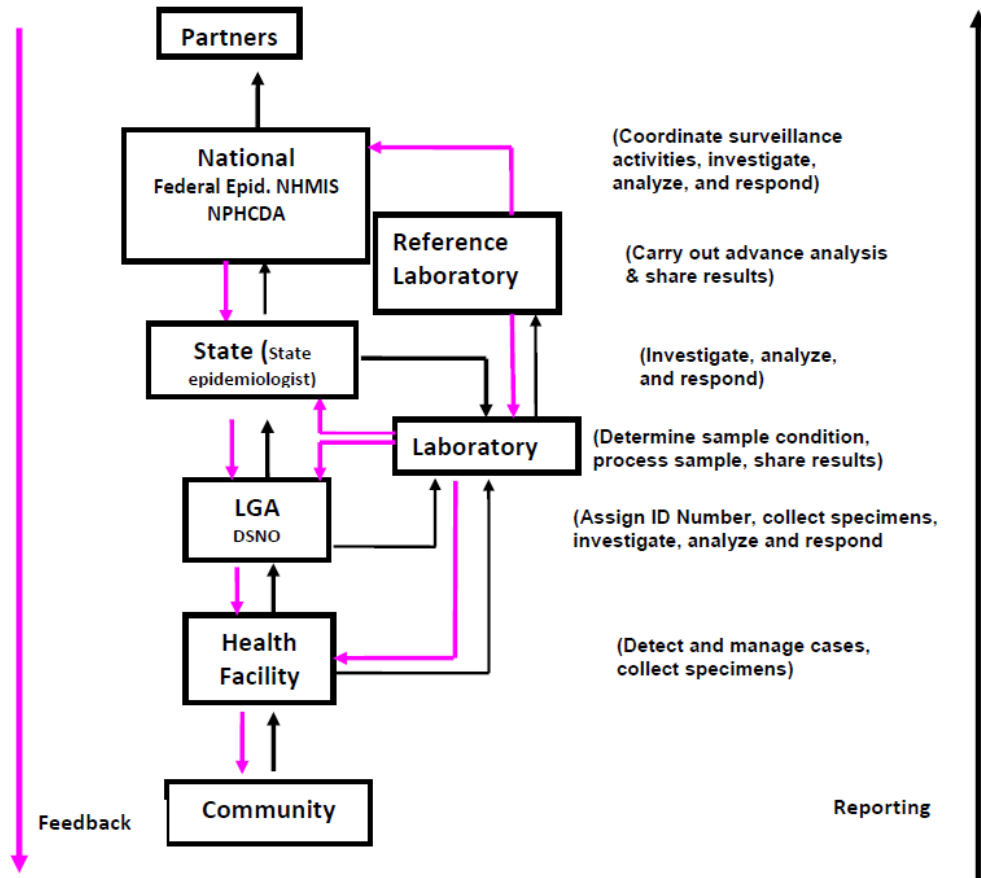 Partners
National
Federal Epid. NHMIS
NPHCDA
(Coordinate surveillance
activities, investigate,
analyze, and respond)
Reference
Laboratory
(Carry out advance analysis
& share results)
State (State
epidemiologist)
(Investigate, analyze,
and respond)
Laboratory
(Determine sample condition,
process sample, share results)
LGA
DSNO
(Assign ID Number, collect specimens,
investigate, analyze and respond
Health
Facility
(Detect and manage cases,
collect specimens)
Community
Feedback
Reporting